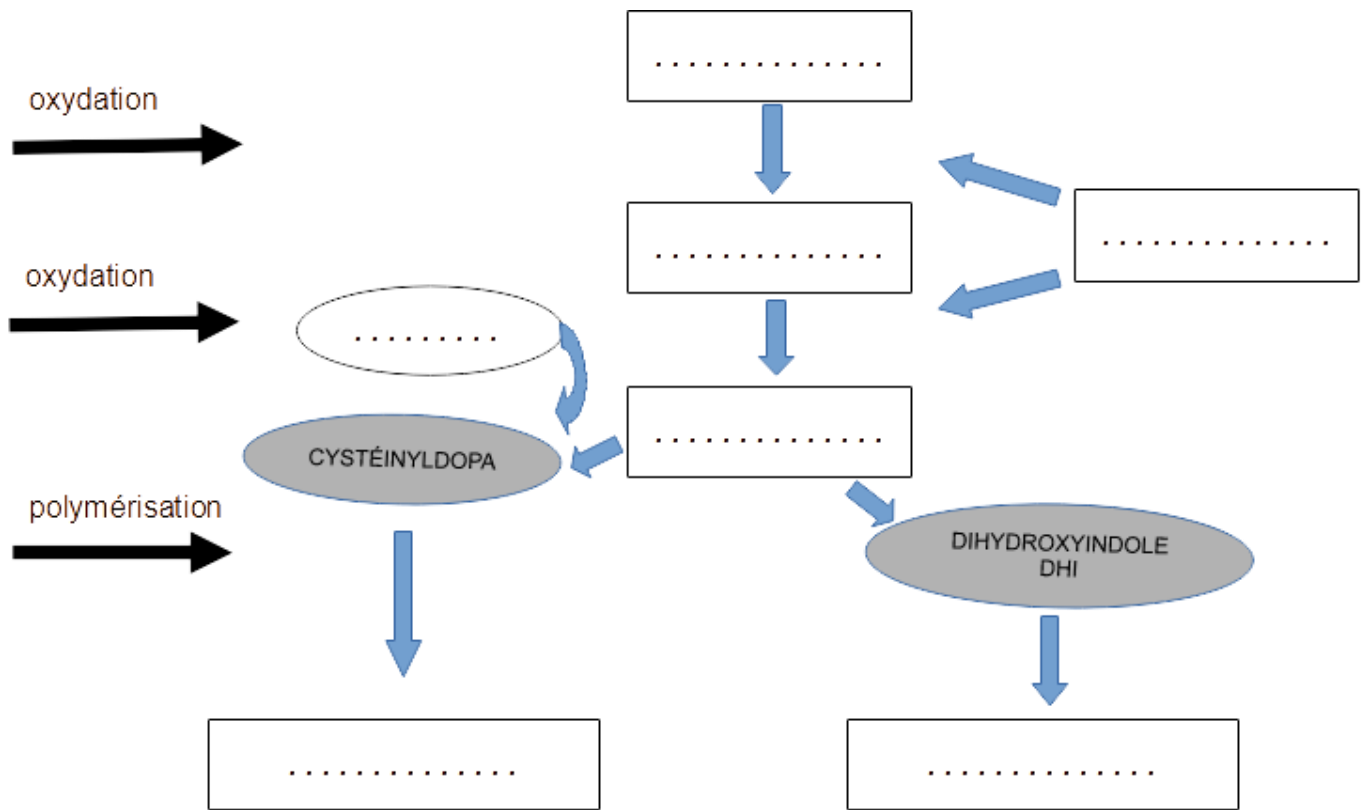 . . . . . . . . . . . . . .
oxydation
. . . . . . . . . . . . . .
. . . . . . . . . . . . . .
oxydation
. . . . . . . . .
. . . . . . . . . . . . . .
CYSTÉINYLDOPA
polymérisation
DIHYDROXYINDOLE
DHI
. . . . . . . . . . . . . .
. . . . . . . . . . . . . .